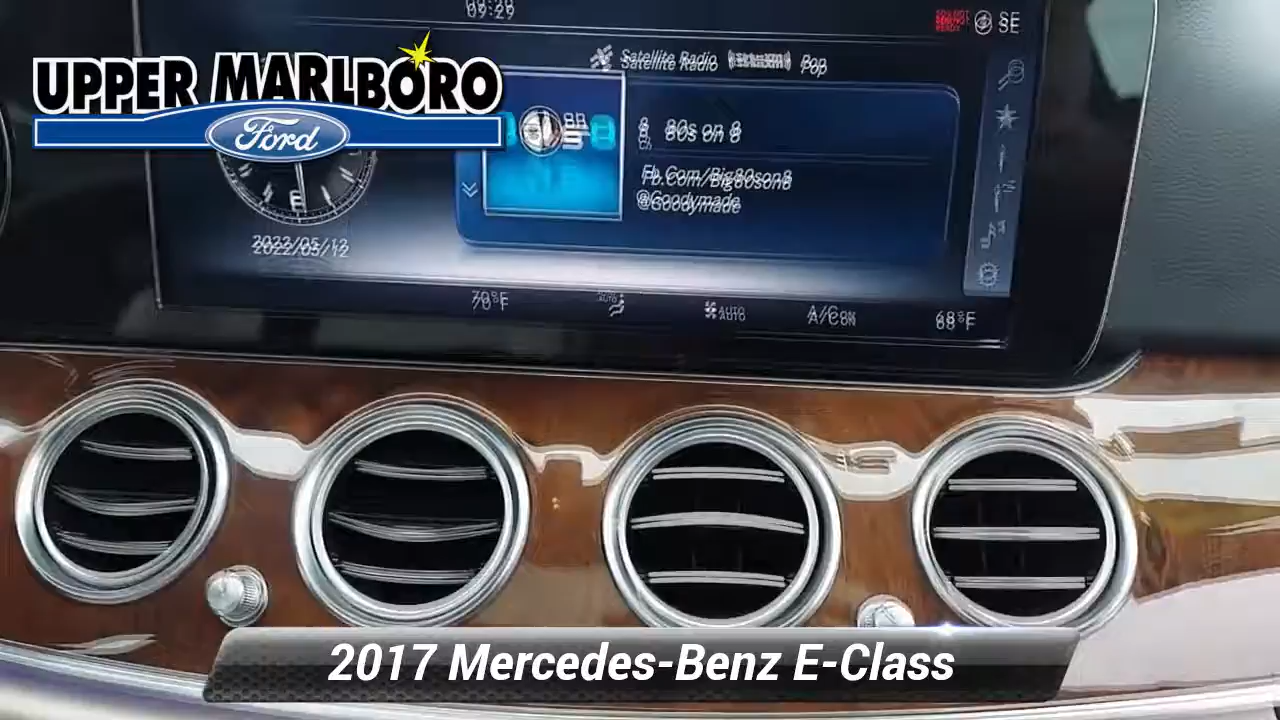 09:29
SE
UPPER MARLBORO
Ford
Satellite Radio
Pop
80s on 8
Fb.Com/Big80son8
@Goodymade
E
2022/05/12
70°F
AUTO
AUTO
A/C ON
68°F
2017 Mercedes-Benz E-Class